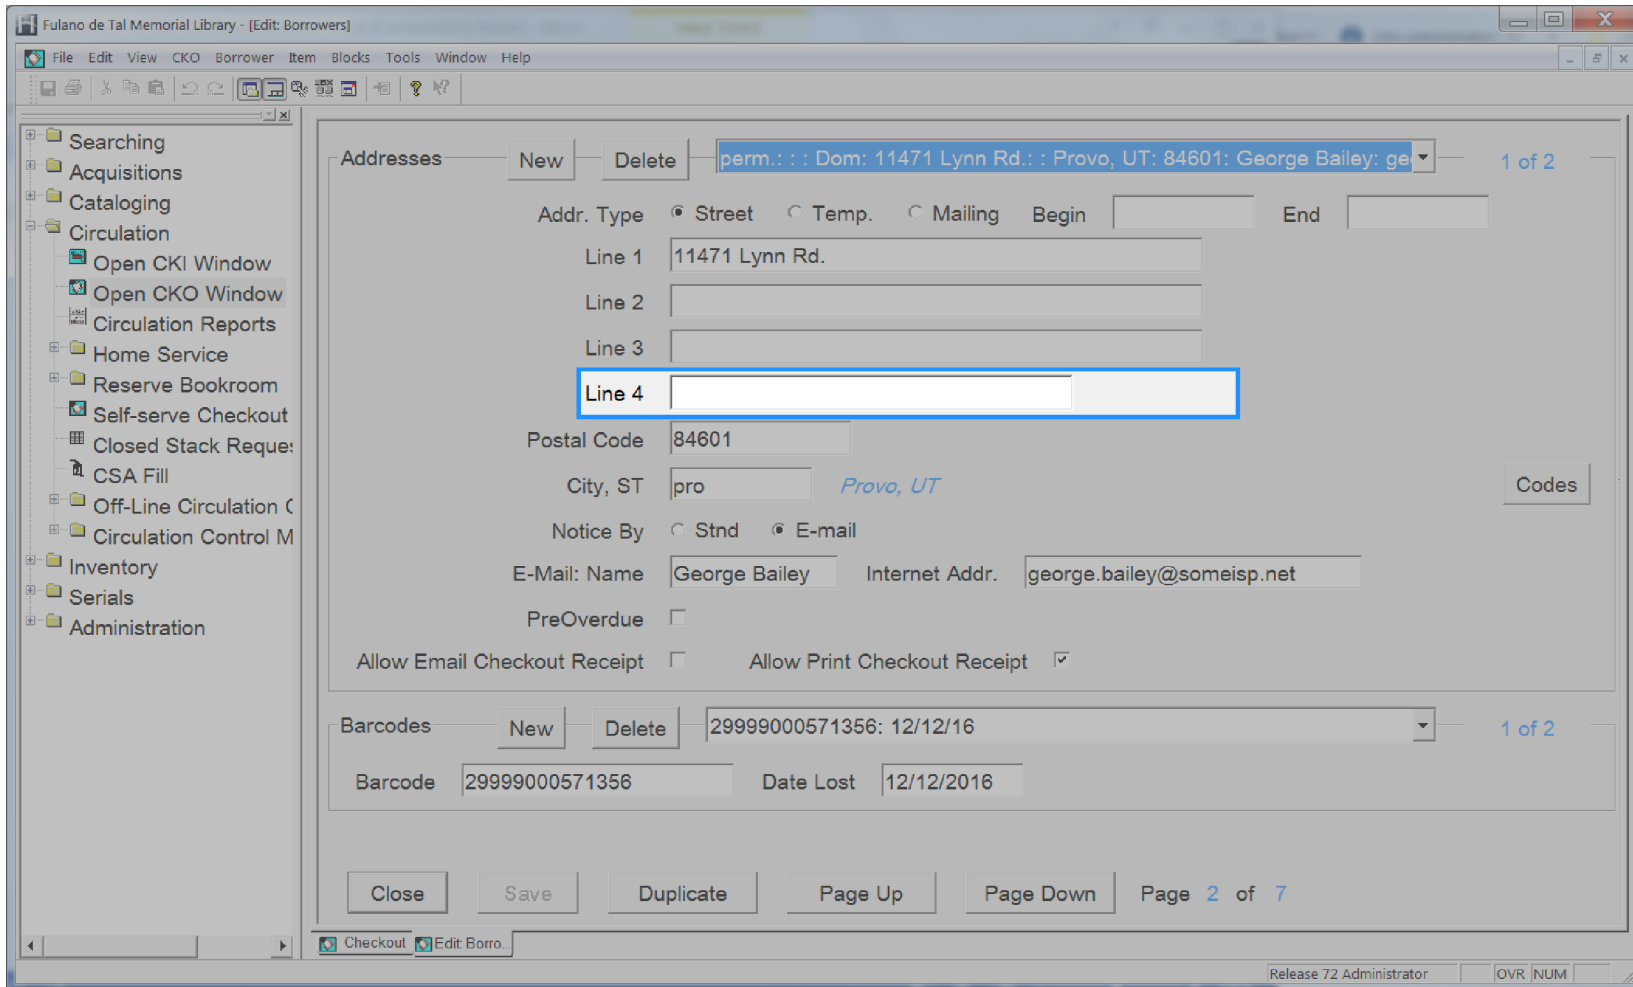 Fulano de Tal Memorial Library - [Edit: Borrowers]
File Edit View CKO Borrower Item Blocks Tools Window Help
Searching
Acquisitions
Cataloging
Circulation
Open CKI Window
Open CKO Window
Circulation Reports
Home Service
Reserve Bookroom
Self-serve Checkout
Closed Stack Reques
CSA Fill
Off-Line Circulation C
Circulation Control M
Inventory
Serials
Administration
Addresses New Delete perm.: : : Dom: 11471 Lynn Rd.: : Provo, UT: 84601: George Bailey: ge 1 of 2
Addr. Type Street Temp. Mailing Begin End
Line 1 11471 Lynn Rd.
Line 2
Line 3
Line 4
Postal Code 84601
City, ST pro Provo, UT Codes
Notice By Stnd E-mail
E-Mail: Name George Bailey Internet Addr. george.bailey@someisp.net
PreOverdue
Allow Email Checkout Receipt Allow Print Checkout Receipt
Barcodes New Delete 29999000571356: 12/12/16 1 of 2
Barcode 29999000571356 Date Lost 12/12/2016
Close Save Duplicate Page Up Page Down Page 2 of 7
Checkout Edit: Borro...
Release 72 Administrator OVR NUM